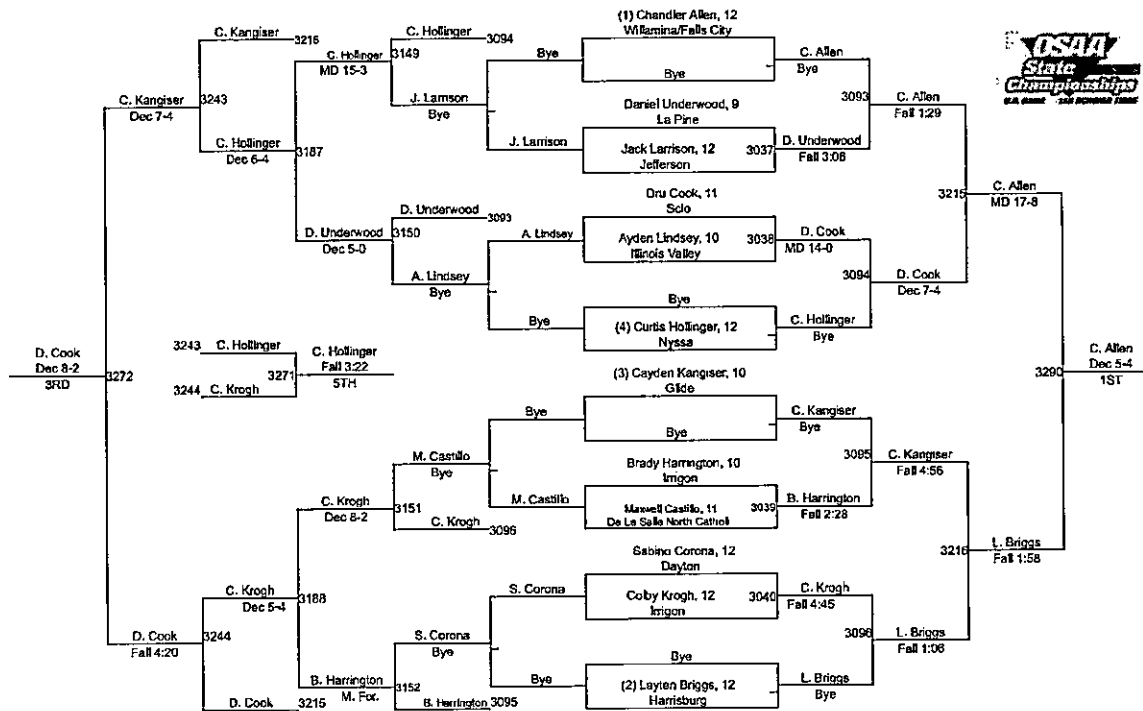 (1) Chandler Allen, 12
Willamina/Falls City
Bye
C. Allen
Bye
Bye
Daniel Underwood, 9
La Pine
J. Larrison
Jack Larrison, 12
Jefferson
3037
D. Underwood
Fall 3:06
3093
C. Allen
Fall 1:29
Dru Cook, 11
Scio
A. Lindsey
Ayden Lindsey, 10
Illinois Valley
3038
D. Cook
MD 14-0
Bye
Bye
(4) Curtis Hollinger, 12
Nyssa
C. Hollinger
Bye
3094
D. Cook
Dec 7-4
3215
C. Allen
MD 17-8
(3) Cayden Kangiser, 10
Glide
Bye
Bye
C. Kangiser
Bye
Brady Harrington, 10
Irrigon
M. Castillo
Maxwell Castillo, 11
De La Salle North Catholi
3039
B. Harrington
Fall 2:28
3095
C. Kangiser
Fall 4:56
Sabino Corona, 12
Dayton
S. Corona
Colby Krogh, 12
Irrigon
3040
C. Krogh
Fall 4:45
Bye
Bye
(2) Layten Briggs, 12
Harrisburg
L. Briggs
Bye
3096
L. Briggs
Fall 1:06
3216
L. Briggs
Fall 1:58
3290
C. Allen
Dec 5-4
1ST
C. Hollinger
3094
J. Larrison
Bye
3149
C. Hollinger
MD 15-3
D. Underwood
3093
A. Lindsey
Bye
3150
D. Underwood
Dec 5-0
3187
C. Hollinger
Dec 6-4
C. Kangiser
3216
3243
C. Kangiser
Dec 7-4
M. Castillo
Bye
C. Krogh
3096
3151
C. Krogh
Dec 8-2
S. Corona
Bye
B. Harrington
3095
3152
B. Harrington
M. For.
3188
C. Krogh
Dec 5-4
D. Cook
3215
3244
D. Cook
Fall 4:20
3272
D. Cook
Dec 8-2
3RD
3243
C. Hollinger
3244
C. Krogh
3271
C. Hollinger
Fall 3:22
5TH
OSAA
State
Championships